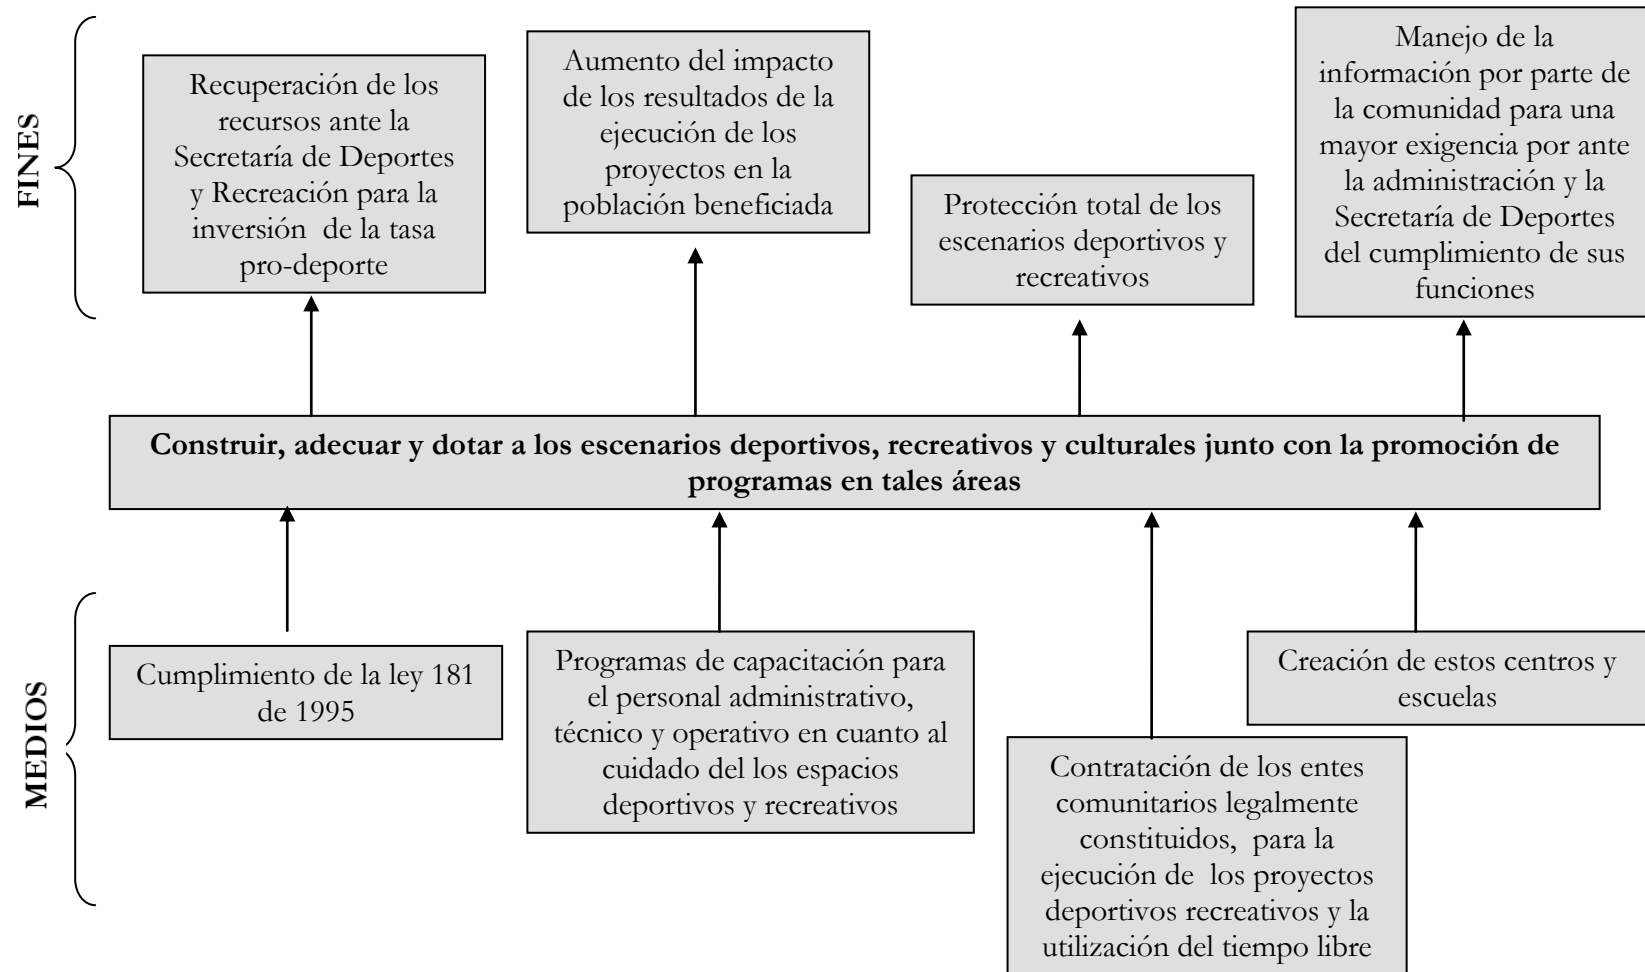 FINES
Recuperación de los
recursos ante la
Secretaría de Deportes
y Recreación para la
inversión de la tasa
pro-deporte
Aumento del impacto
de los resultados de la
ejecución de los
proyectos en la
población beneficiada
Protección total de los
escenarios deportivos y
recreativos
Manejo de la
información por parte de
la comunidad para una
mayor exigencia por ante
la administración y la
Secretaría de Deportes
del cumplimiento de sus
funciones
Construir, adecuar y dotar a los escenarios deportivos, recreativos y culturales junto con la promoción de
programas en tales áreas
MEDIOS
Cumplimiento de la ley 181
de 1995
Programas de capacitación para
el personal administrativo,
técnico y operativo en cuanto al
cuidado del los espacios
deportivos y recreativos
Contratación de los entes
comunitarios legalmente
constituidos, para la
ejecución de los proyectos
deportivos recreativos y la
utilización del tiempo libre
Creación de estos centros y
escuelas